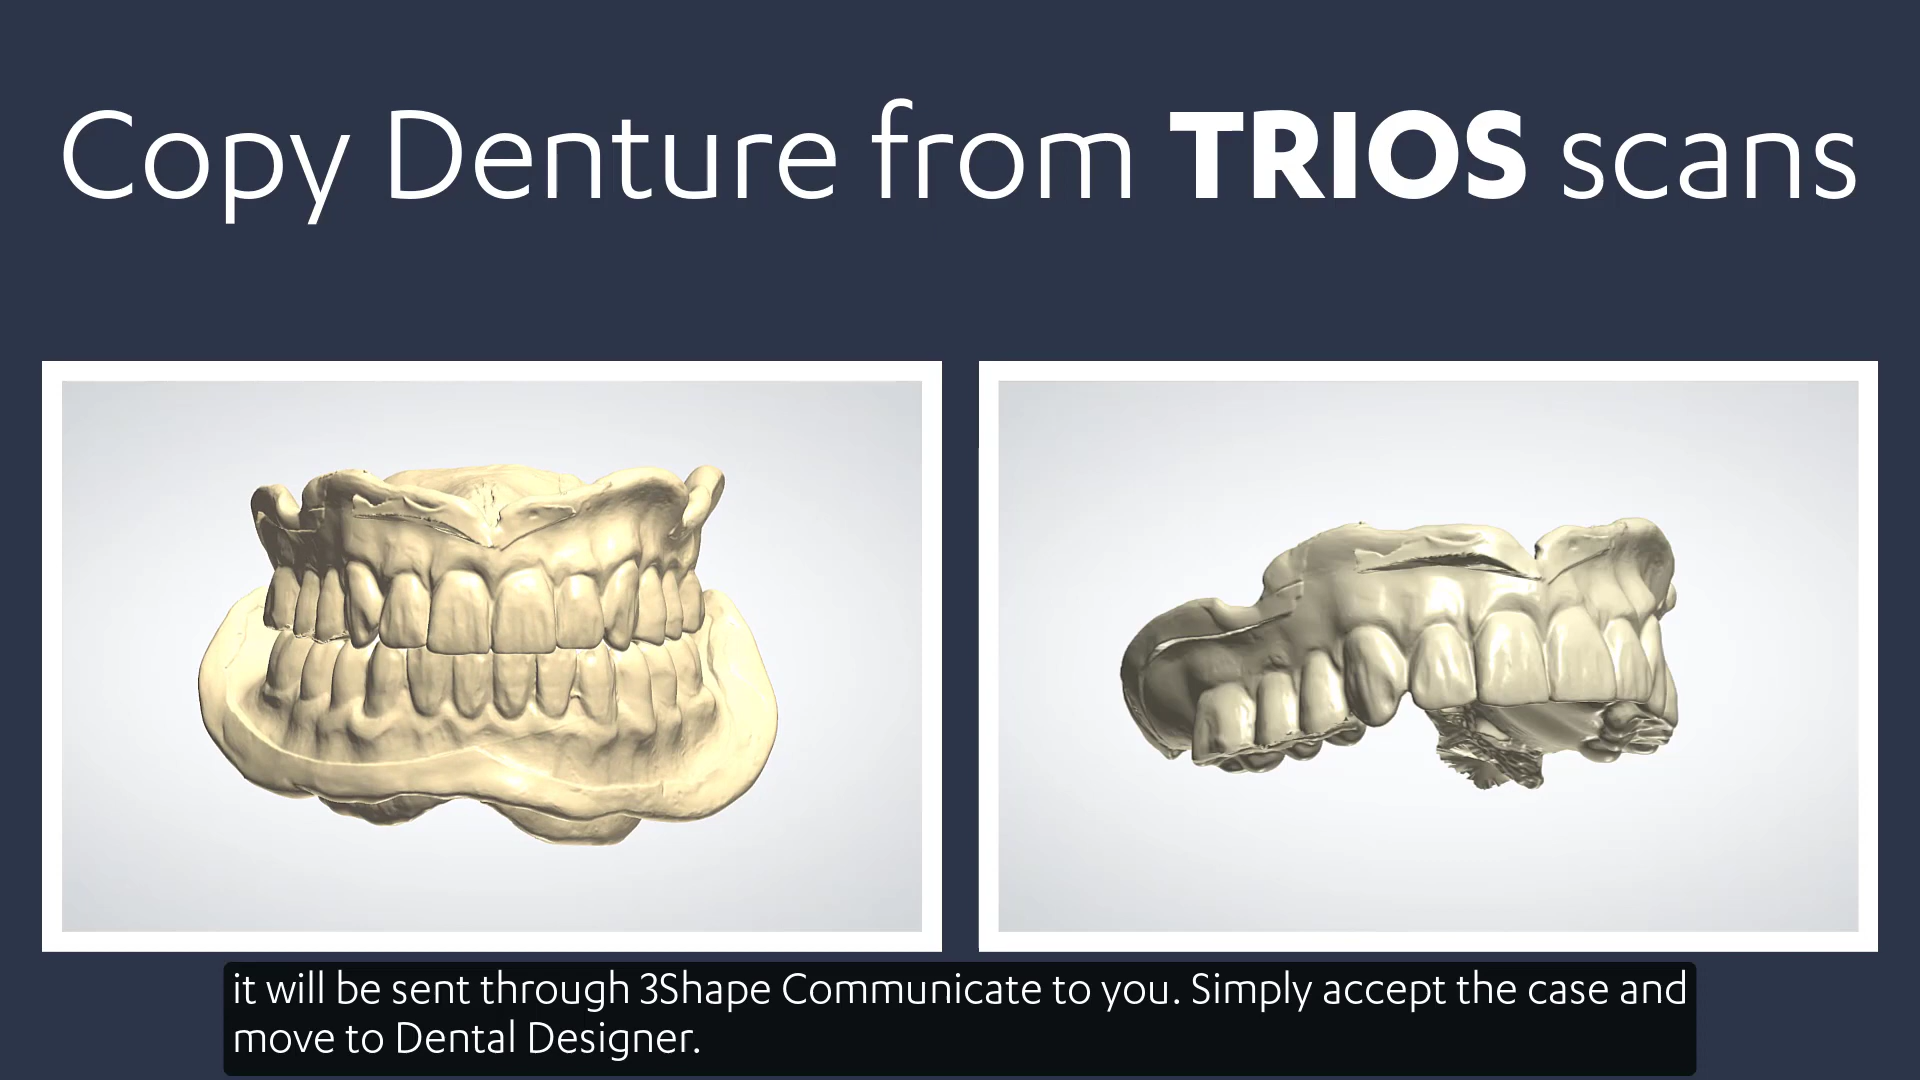 Copy Denture from TRIOS scans
it will be sent through 3Shape Communicate to you. Simply accept the case and
move to Dental Designer.